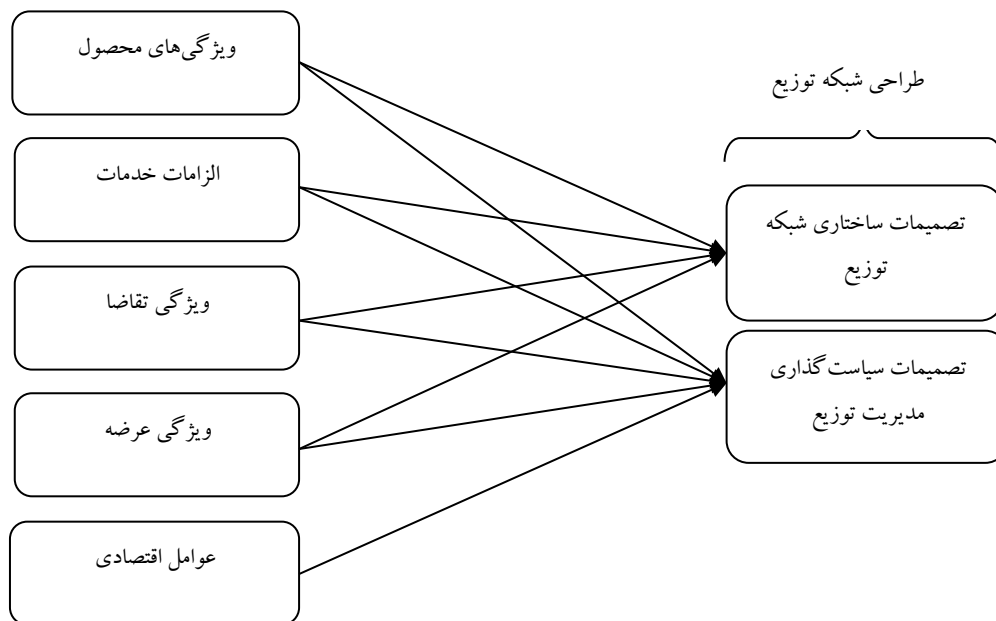 ویژگی‌های محصول
الزامات خدمات
ویژگی تقاضا
ویژگی عرضه
عوامل اقتصادی
طراحی شبکه توزیع
تصمیمات ساختاری شبکه
توزیع
تصمیمات سیاست گذاری
مدیریت توزیع